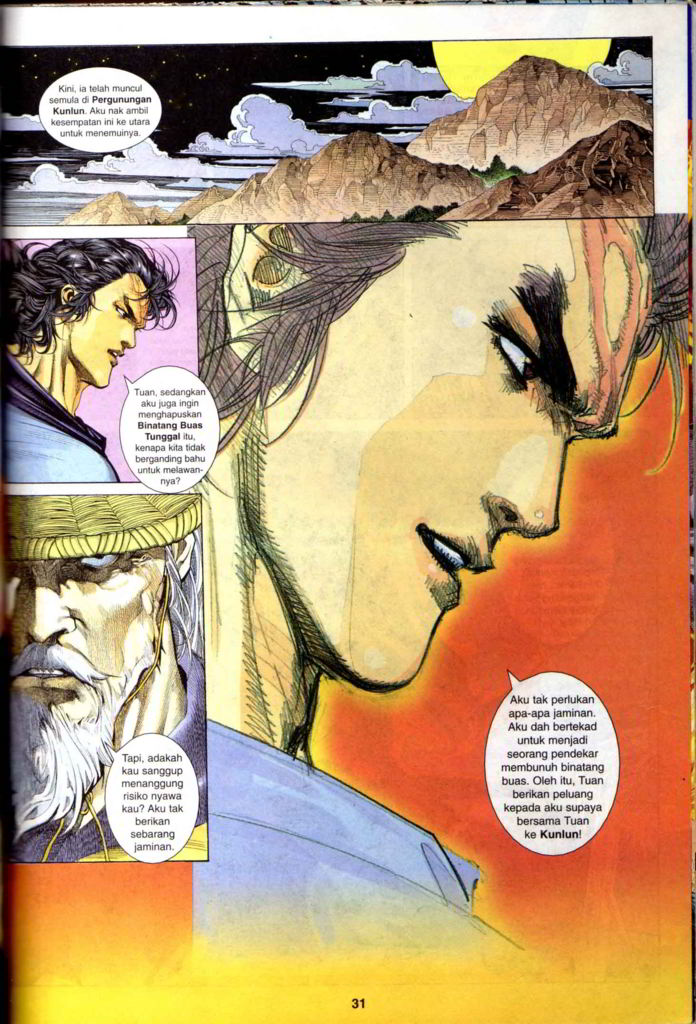 Kini, ia telah muncul
semula di Pergunungan
Kunlun. Aku nak ambil
kesempatan ini ke utara
untuk menemuinya.
Tuan, sedangkan
aku juga ingin
menghapuskan
Binatang Buas
Tunggal itu,
kenapa kita tidak
berganding bahu
untuk melawan-
nya?
Tapi, adakah
kau sanggup
menanggung
risiko nyawa
kau? Aku tak
berikan
sebarang
jaminan.
Aku tak perlukan
apa-apa jaminan.
Aku dah bertekad
untuk menjadi
seorang pendekar
membunuh binatang
buas. Oleh itu, Tuan
berikan peluang
kepada aku supaya
bersama Tuan
ke Kunlun!
31